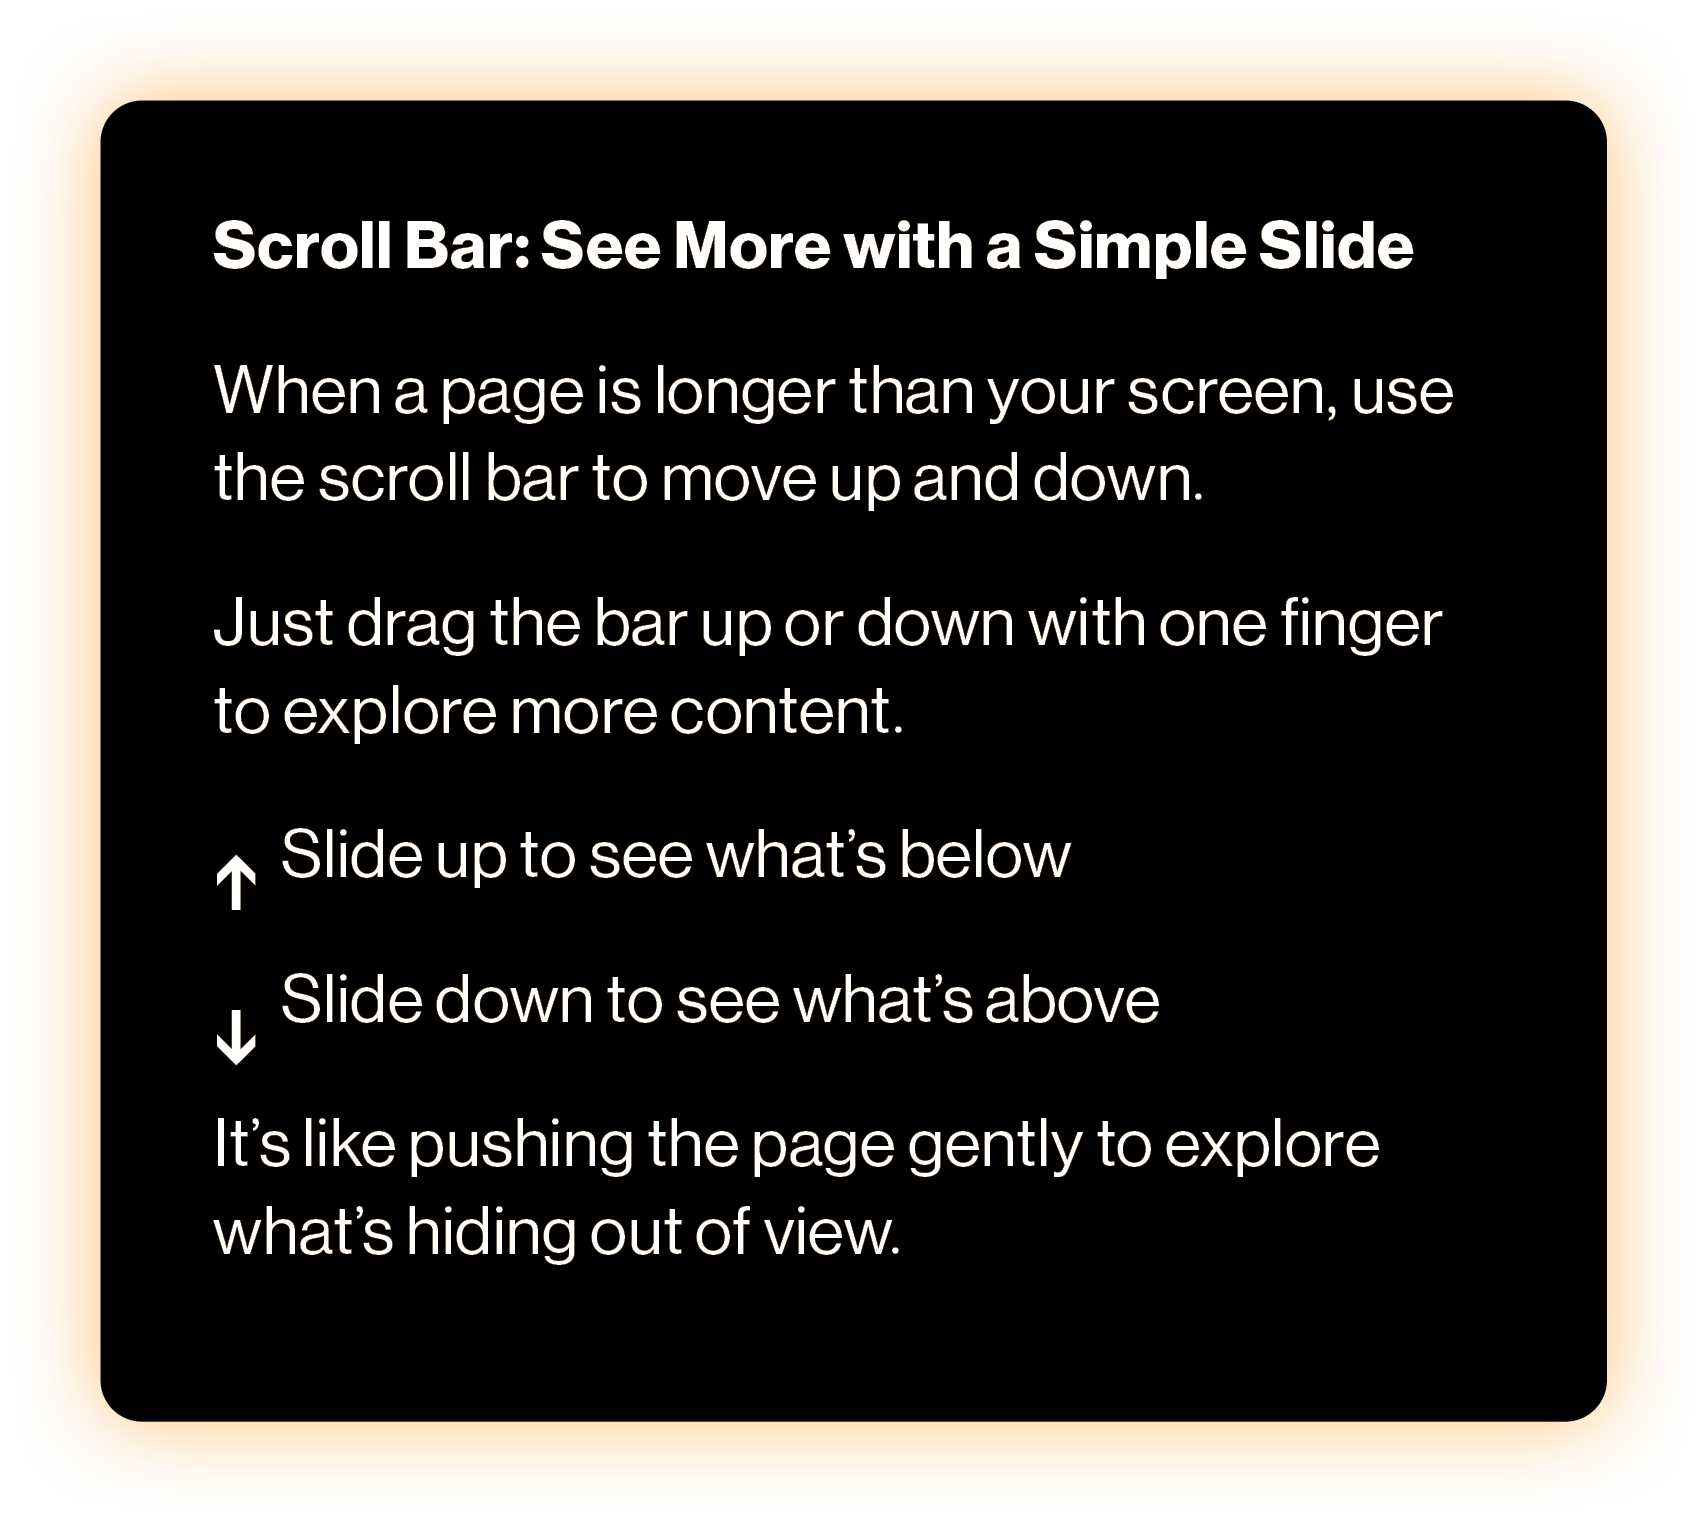 Scroll Bar: See More with a Simple Slide
When a page is longer than your screen, use
the scroll bar to move up and down.
Just drag the bar up or down with one finger
to explore more content.
↑ Slide up to see what’s below
↓ Slide down to see what’s above
It’s like pushing the page gently to explore
what’s hiding out of view.